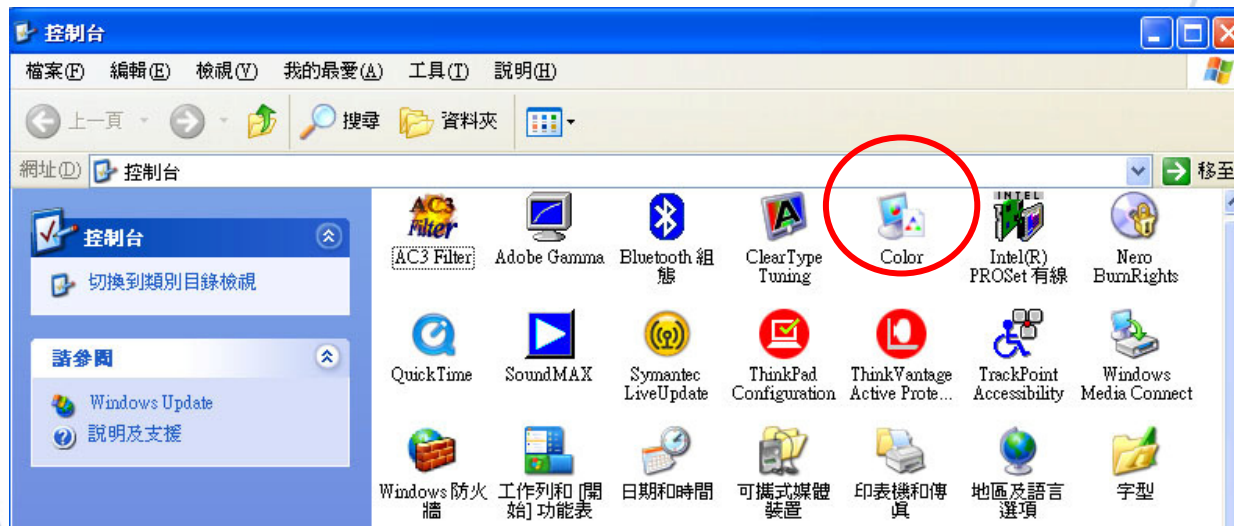 控制台
檔案(F) 編輯(E) 檢視(V) 我的最愛(A) 工具(T) 說明(H)
上一頁 搜尋 資料夾
網址(D) 控制台 移至
控制台
切換到類別目錄檢視
請參閱
Windows Update
說明及支援
AC3 Filter
AC3 Filter
Adobe Gamma
Bluetooth 組
態
A
ClearType
Tuning
Color
INTEL
Intel(R)
PROSet 有線
Nero
BurnRights
QuickTime
SoundMAX
Symantec
LiveUpdate
ThinkPad
Configuration
ThinkVantage
Active Prote...
TrackPoint
Accessibility
Windows
Media Connect
Windows 防火
牆
工作列和 [開
始] 功能表
日期和時間
可攜式媒體
裝置
印表機和傳
真
地區及語言
選項
字型